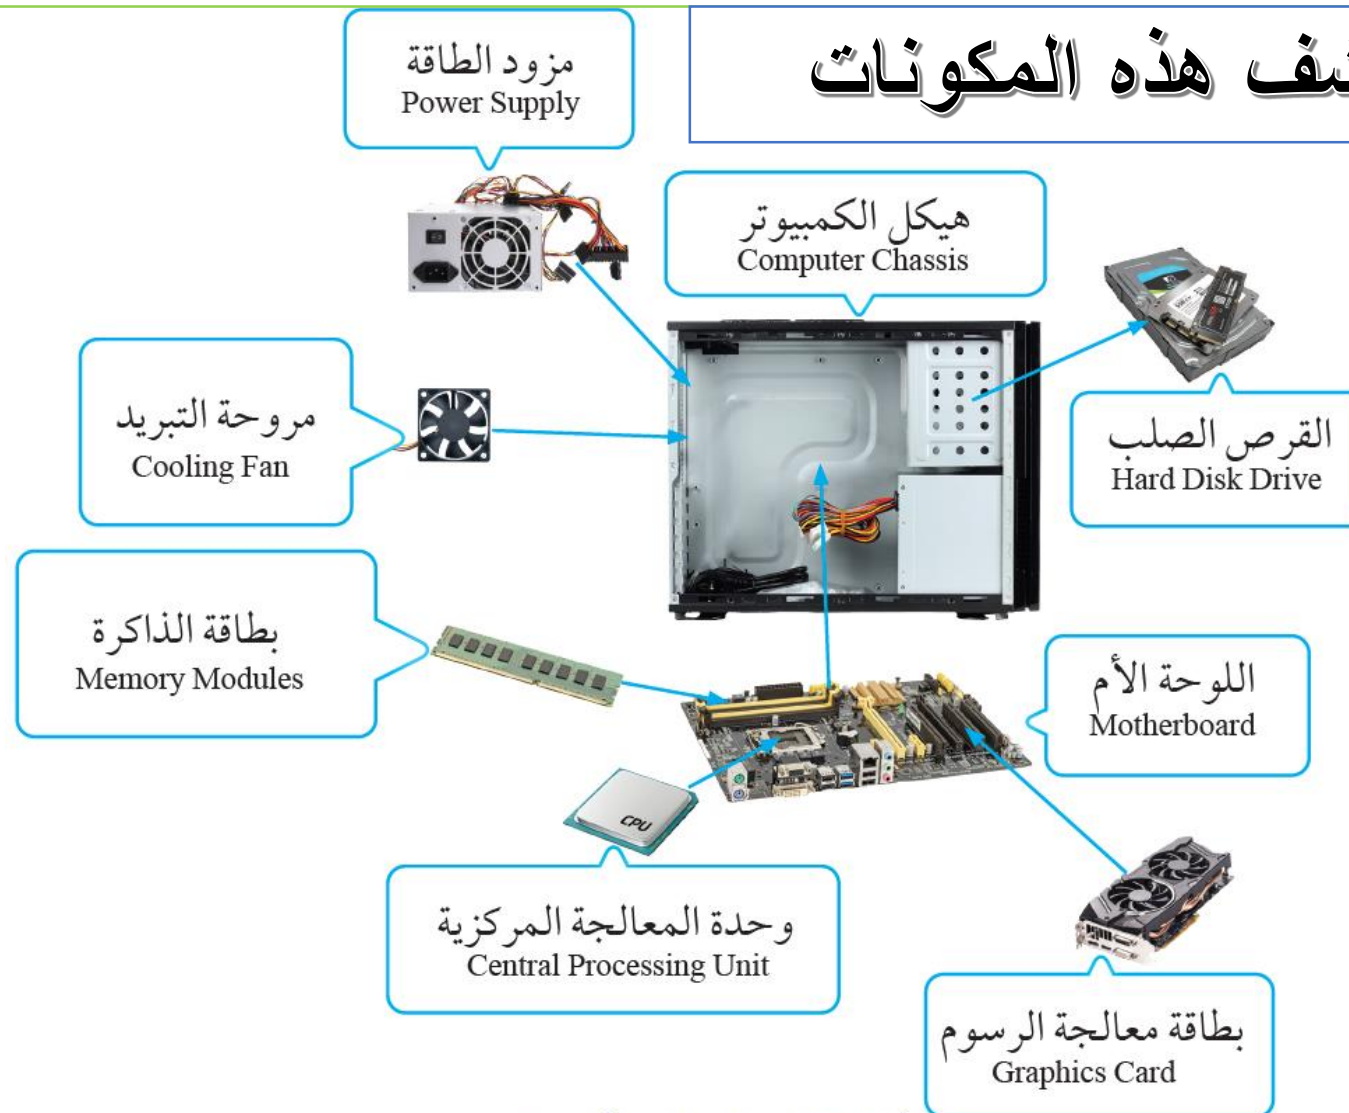 هذه المكونات
مزود الطاقة
Power Supply
هيكل الكمبيوتر
Computer Chassis
القرص الصلب
Hard Disk Drive
مروحة التبريد
Cooling Fan
بطاقة الذاكرة
Memory Modules
اللوحة الأم
Motherboard
CPU
وحدة المعالجة المركزية
Central Processing Unit
بطاقة معالجة الرسوم
Graphics Card